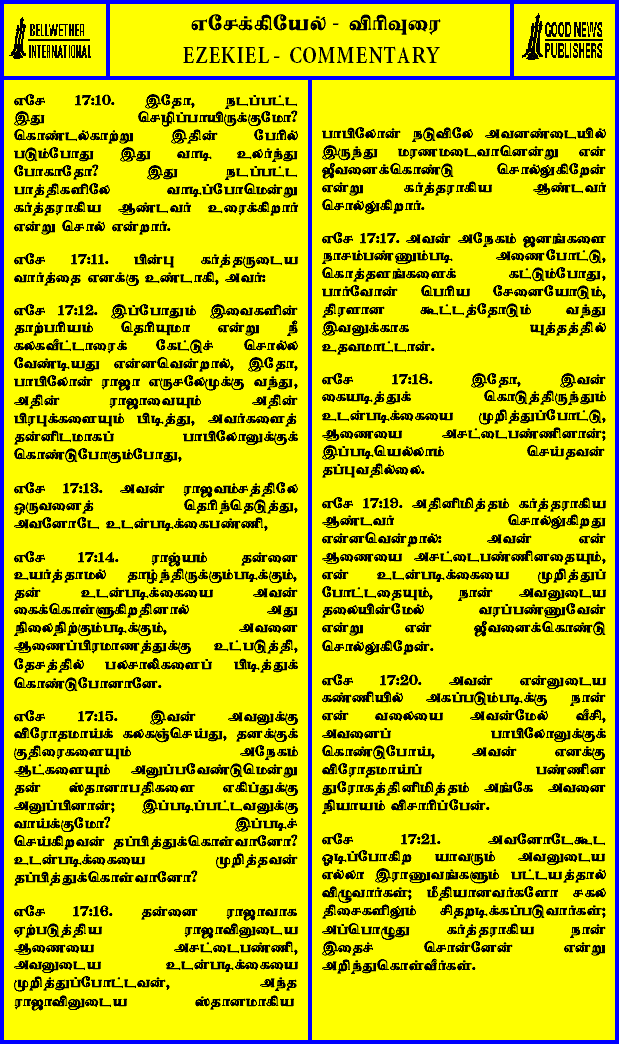 BELLWETHER
INTERNATIONAL
எசேக்கியேல் - விரிவுரை
EZEKIEL - COMMENTARY
GOOD NEWS
PUBLISHERS
எசே 17:10. இதோ, நடப்பட்ட
இது செழிப்பாயிருக்குமோ?
கொண்டல்காற்று இதின் பேரில்
படும்போது இது வாடி உலர்ந்து
போகாதோ? இது நடப்பட்ட
பாத்திகளிலே வாடிப்போமென்று
கர்த்தராகிய ஆண்டவர் உரைக்கிறார்
என்று சொல் என்றார்.
எசே 17:11. பின்பு கர்த்தருடைய
வார்த்தை எனக்கு உண்டாகி, அவர்:
எசே 17:12. இப்போதும் இவைகளின்
தாற்பரியம் தெரியுமா என்று நீ
கலகவீட்டாரைக் கேட்டுச் சொல்ல
வேண்டியது என்னவென்றால், இதோ,
பாபிலோன் ராஜா எருசலேமுக்கு வந்து,
அதின் ராஜாவையும் அதின்
பிரபுக்களையும் பிடித்து, அவர்களைத்
தன்னிடமாகப் பாபிலோனுக்குக்
கொண்டுபோகும்போது,
எசே 17:13. அவன் ராஜவம்சத்திலே
ஒருவனைத் தெரிந்தெடுத்து,
அவனோடே உடன்படிக்கைபண்ணி,
எசே 17:14. ராஜ்யம் தன்னை
உயர்த்தாமல் தாழ்ந்திருக்கும்படிக்கும்,
தன் உடன்படிக்கையை அவன்
கைக்கொள்ளுகிறதினால் அது
நிலைநிற்கும்படிக்கும், அவனை
ஆணைப்பிரமாணத்துக்கு உட்படுத்தி,
தேசத்தில் பலசாலிகளைப் பிடித்துக்
கொண்டுபோனானே.
எசே 17:15. இவன் அவனுக்கு
விரோதமாய்க் கலகஞ்செய்து, தனக்குக்
குதிரைகளையும் அநேகம்
ஆட்களையும் அனுப்பவேண்டுமென்று
தன் ஸ்தானாபதிகளை எகிப்துக்கு
அனுப்பினான்; இப்படிப்பட்டவனுக்கு
வாய்க்குமோ? இப்படிச்
செய்கிறவன் தப்பித்துக்கொள்வானோ?
உடன்படிக்கையை முறித்தவன்
தப்பித்துக்கொள்வானோ?
எசே 17:16. தன்னை ராஜாவாக
ஏற்படுத்திய ராஜாவினுடைய
ஆணையை அசட்டைபண்ணி,
அவனுடைய உடன்படிக்கையை
முறித்துப்போட்டவன், அந்த
ராஜாவினுடைய ஸ்தானமாகிய
பாபிலோன் நடுவிலே அவனண்டையில்
இருந்து மரணமடைவானென்று என்
ஜீவனைக்கொண்டு சொல்லுகிறேன்
என்று கர்த்தராகிய ஆண்டவர்
சொல்லுகிறார்.
எசே 17:17. அவன் அநேகம் ஜனங்களை
நாசம்பண்ணும்படி அணைபோட்டு,
கொத்தளங்களைக் கட்டும்போது,
பார்வோன் பெரிய சேனையோடும்,
திரளான கூட்டத்தோடும் வந்து
இவனுக்காக யுத்தத்தில்
உதவமாட்டான்.
எசே 17:18. இதோ, இவன்
கையடித்துக் கொடுத்திருந்தும்
உடன்படிக்கையை முறித்துப்போட்டு,
ஆணையை அசட்டைபண்ணினான்;
இப்படியெல்லாம் செய்தவன்
தப்புவதில்லை.
எசே 17:19. அதினிமித்தம் கர்த்தராகிய
ஆண்டவர் சொல்லுகிறது
என்னவென்றால்: அவன் என்
ஆணையை அசட்டைபண்ணினதையும்,
என் உடன்படிக்கையை முறித்துப்
போட்டதையும், நான் அவனுடைய
தலையின்மேல் வரப்பண்ணுவேன்
என்று என் ஜீவனைக்கொண்டு
சொல்லுகிறேன்.
எசே 17:20. அவன் என்னுடைய
கண்ணியில் அகப்படும்படிக்கு நான்
என் வலையை அவன்மேல் வீசி,
அவனைப் பாபிலோனுக்குக்
கொண்டுபோய், அவன் எனக்கு
விரோதமாய்ப் பண்ணின
துரோகத்தினிமித்தம் அங்கே அவனை
நியாயம் விசாரிப்பேன்.
எசே 17:21. அவனோடேகூட
ஓடிப்போகிற யாவரும் அவனுடைய
எல்லா இராணுவங்களும் பட்டயத்தால்
விழுவார்கள்; மீதியானவர்களோ சகல
திசைகளிலும் சிதறடிக்கப்படுவார்கள்;
அப்பொழுது கர்த்தராகிய நான்
இதைச் சொன்னேன் என்று
அறிந்துகொள்வீர்கள்.